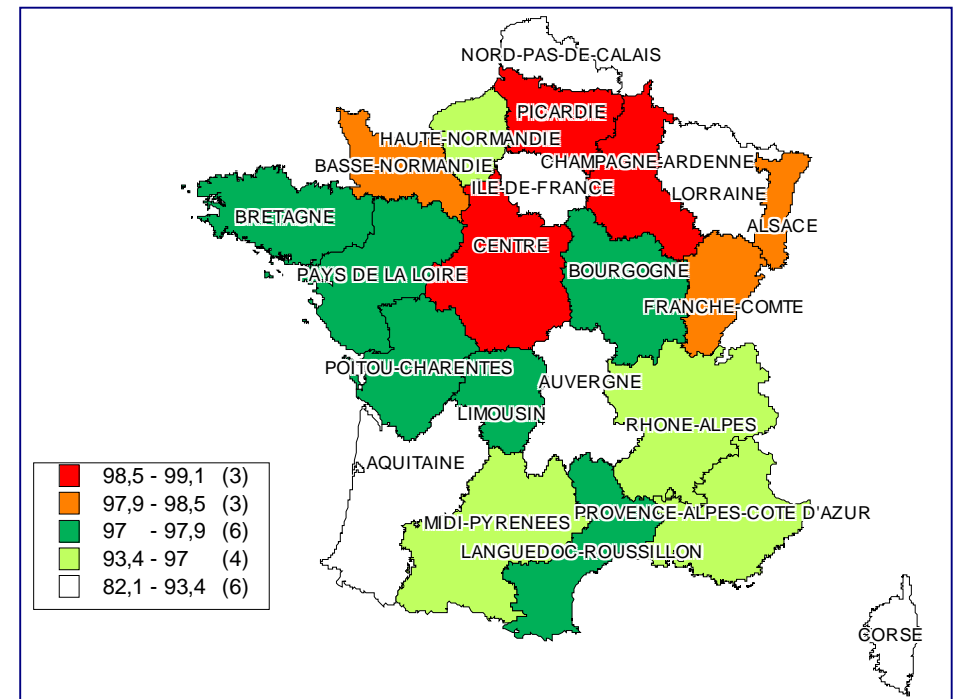 NORD-PAS-DE-CALAIS
PICARDIE
HAUTE-NORMANDIE
BASSE-NORMANDIE
CHAMPAGNE-ARDENNE
ILE-DE-FRANCE
LORRAINE
ALSACE
BRETAGNE
CENTRE
PAYS DE LA LOIRE
BOURGOGNE
FRANCHE-COMTE
POITOU-CHARENTES
AUVERGNE
LIMOUSIN
RHONE-ALPES
AQUITAINE
MIDI-PYRENEES
PROVENCE-ALPES-COTE D'AZUR
LANGUEDOC-ROUSSILLON
CORSE
98,5 - 99,1 (3)
97,9 - 98,5 (3)
97 - 97,9 (6)
93,4 - 97 (4)
82,1 - 93,4 (6)